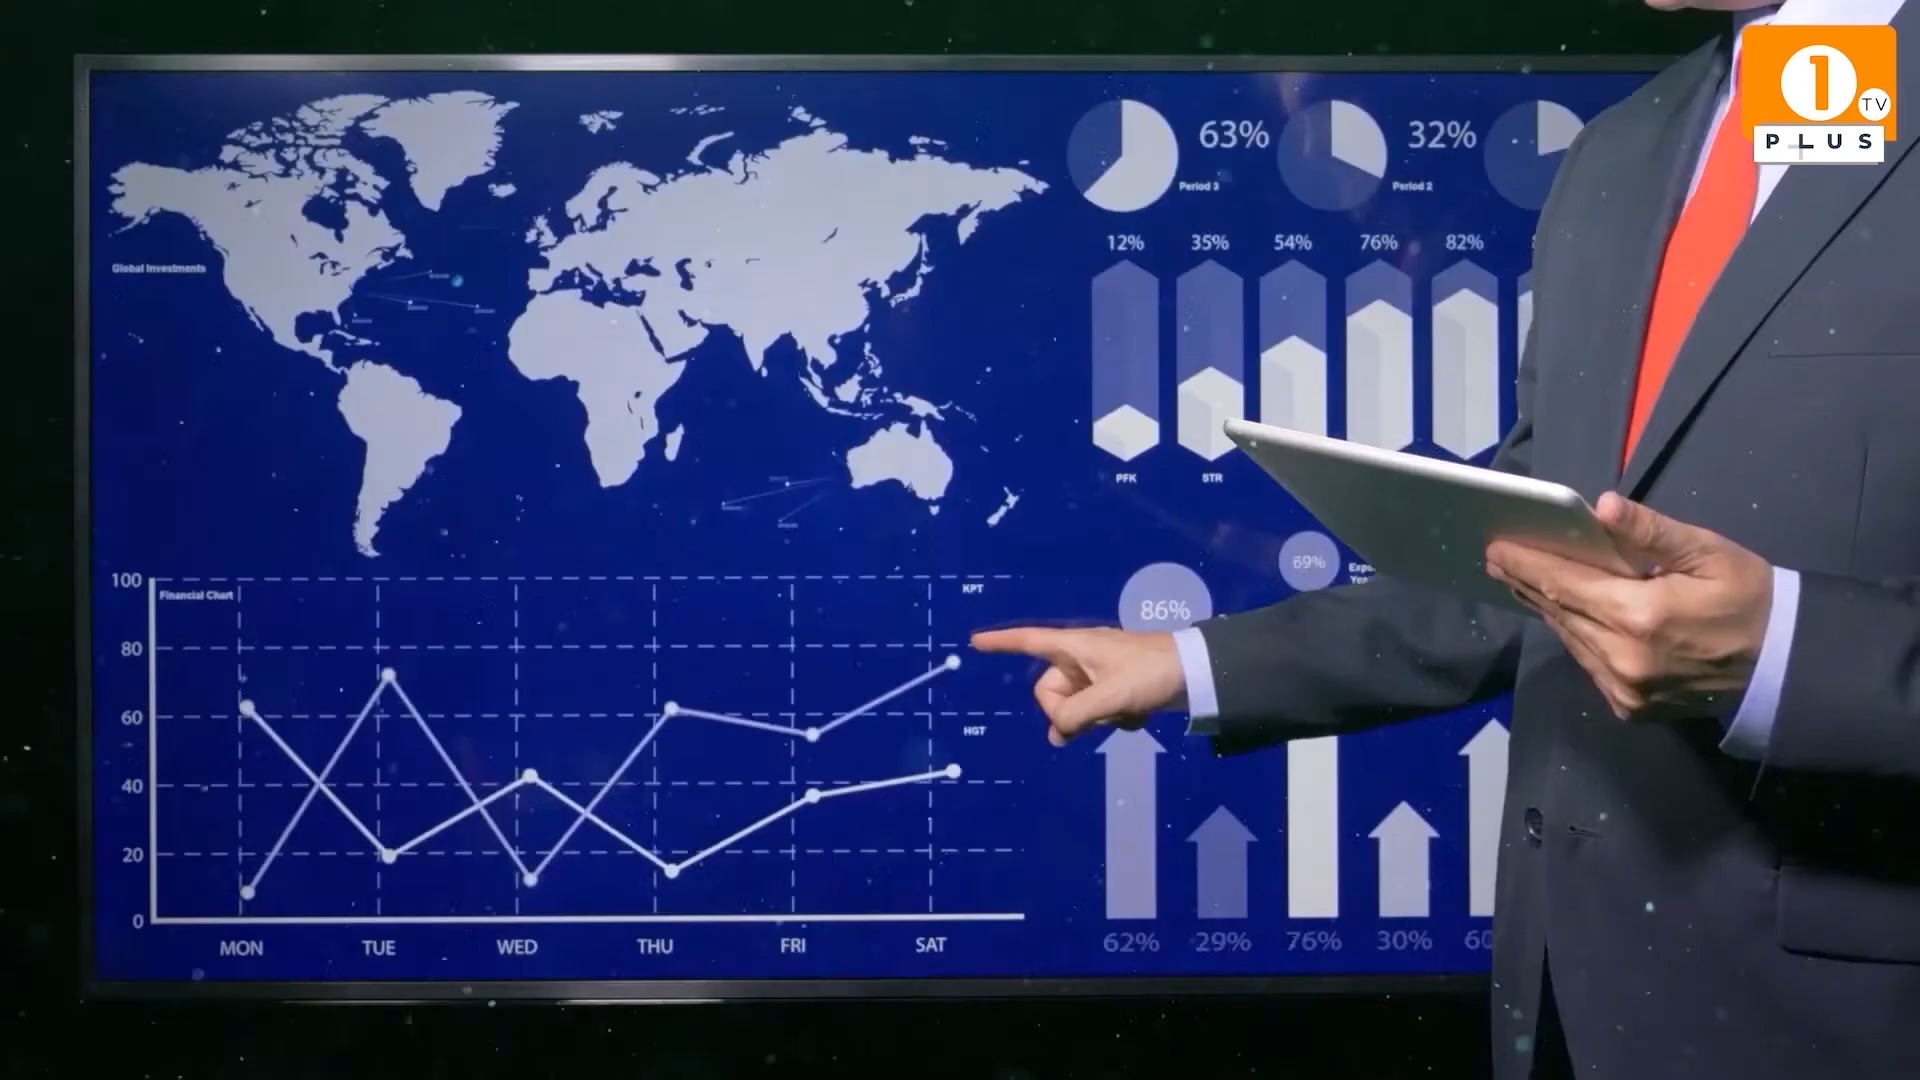 1
TV
PLUS
63%
Period 3
32%
Period 2
12% 35% 54% 76% 82%
Global Investments
PFK STR
69%
86%
Financial Chart
KPT
HGT
100
80
60
40
20
0
MON TUE WED THU FRI SAT
62% 29% 76% 30% 60